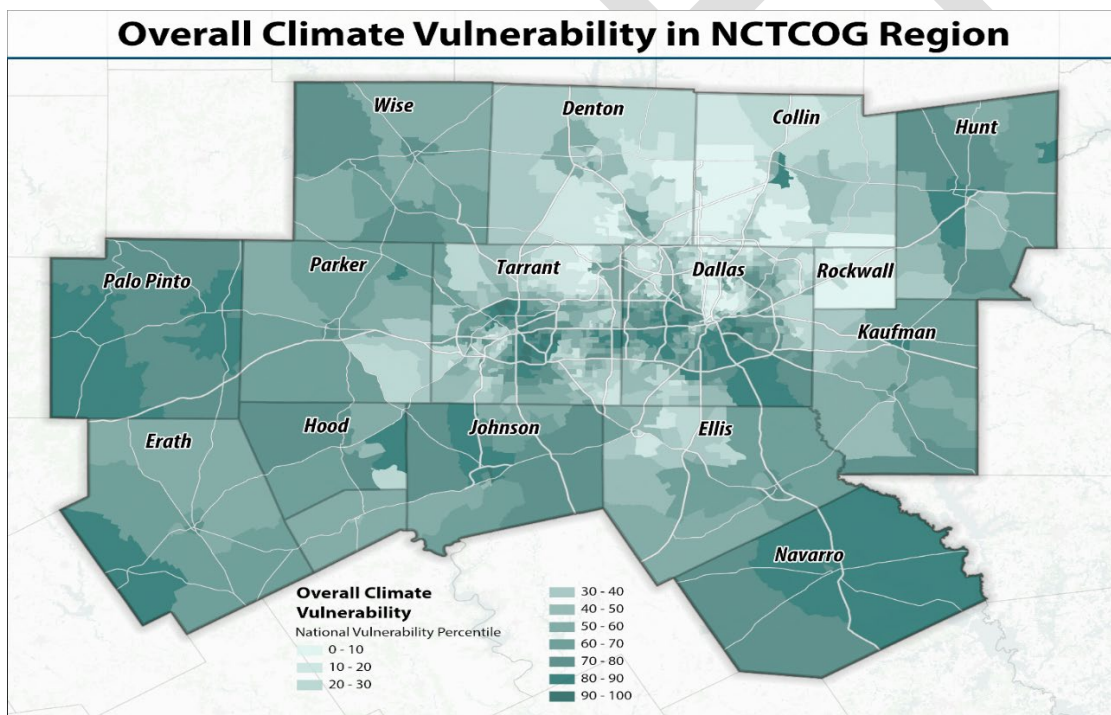 Overall Climate Vulnerability in NCTCOG Region
Wise
Denton
Collin
Hunt
Palo Pinto
Parker
Tarrant
Dallas
Rockwall
Kaufman
Erath
Hood
Johnson
Ellis
Navarro
Overall Climate
Vulnerability
National Vulnerability Percentile
0 - 10
10 - 20
20 - 30
30 - 40
40 - 50
50 - 60
60 - 70
70 - 80
80 - 90
90 - 100